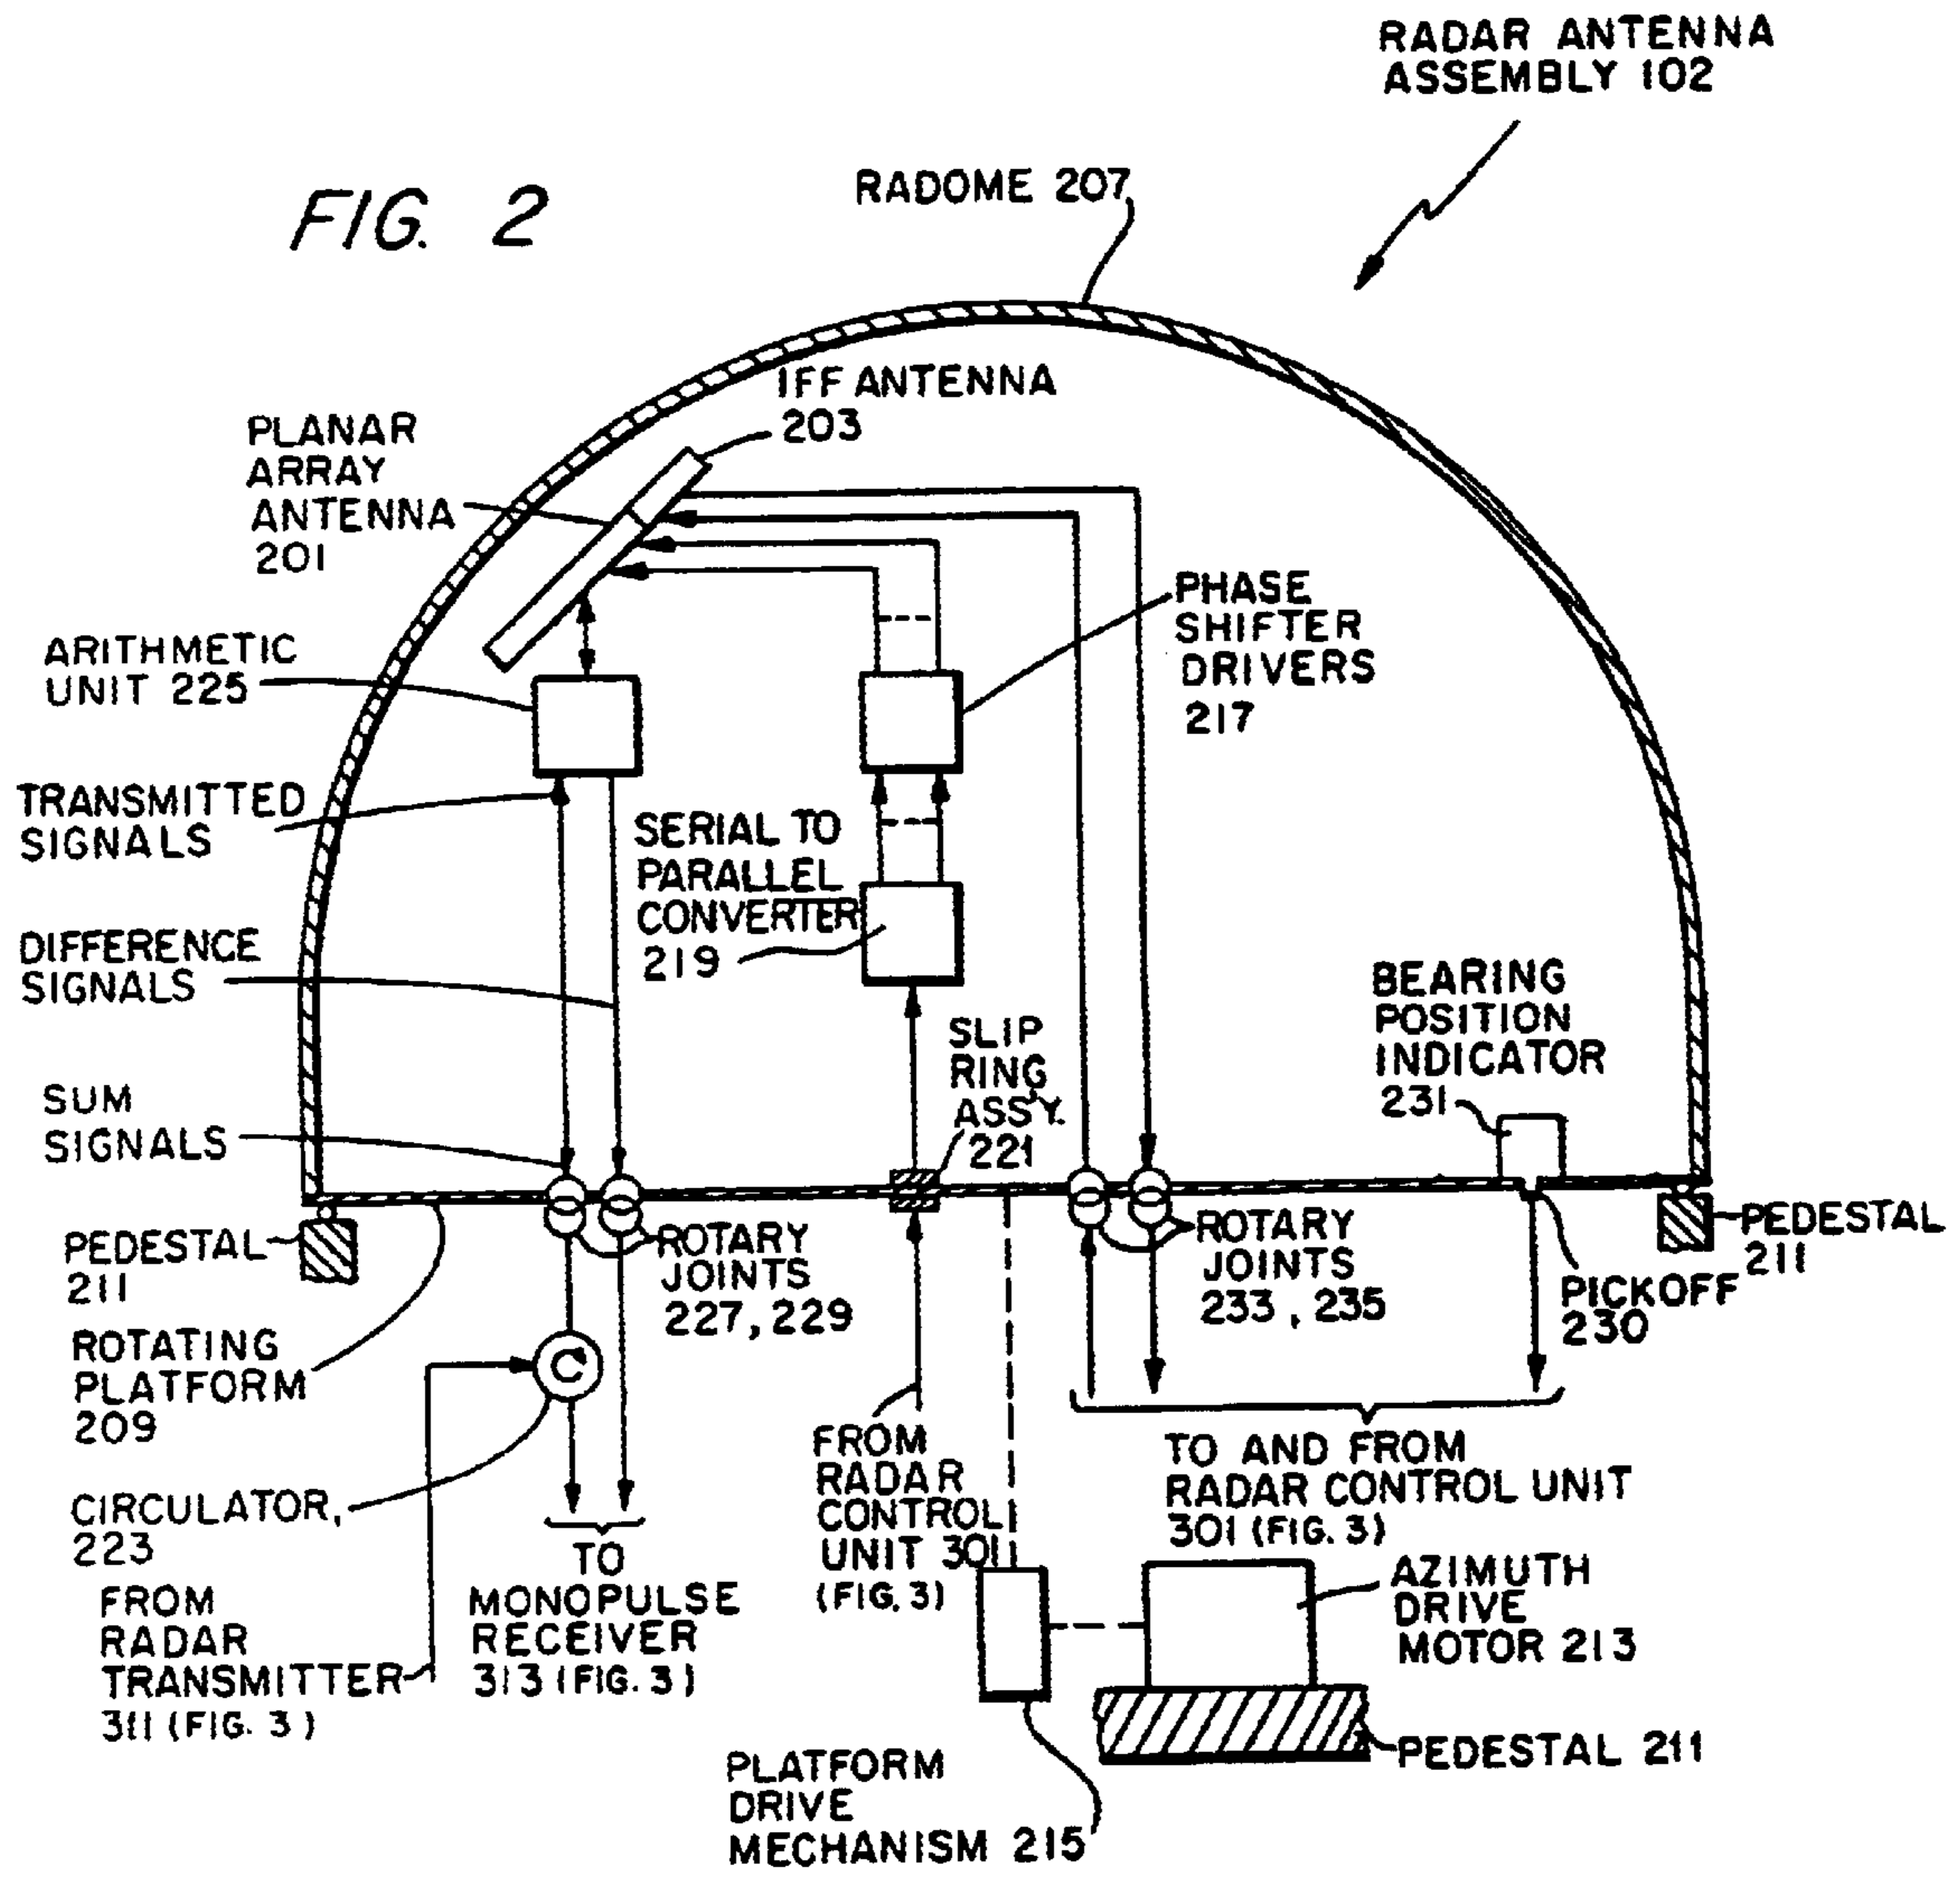 RADAR ANTENNA
ASSEMBLY 102
FIG. 2
RADOME 207
IFF ANTENNA
203
PLANAR
ARRAY
ANTENNA
201
PHASE
SHIFTER
DRIVERS
217
ARITHMETIC
UNIT 225
TRANSMITTED
SIGNALS
SERIAL TO
PARALLEL
CONVERTER
219
DIFFERENCE
SIGNALS
SLIP
RING
ASS'Y.
221
BEARING
POSITION
INDICATOR
231
SUM
SIGNALS
PEDESTAL
211
ROTARY
JOINTS
227, 229
ROTARY
JOINTS
233, 235
PEDESTAL
211
PICKOFF
230
ROTATING
PLATFORM
209
C
CIRCULATOR,
223
FROM
RADAR
TRANSMITTER
311 (FIG. 3)
TO
MONOPULSE
RECEIVER
313 (FIG. 3)
FROM
RADAR
CONTROL
UNIT 301
(FIG. 3)
TO AND FROM
RADAR CONTROL UNIT
301 (FIG. 3)
AZIMUTH
DRIVE
MOTOR 213
PEDESTAL 211
PLATFORM
DRIVE
MECHANISM 215